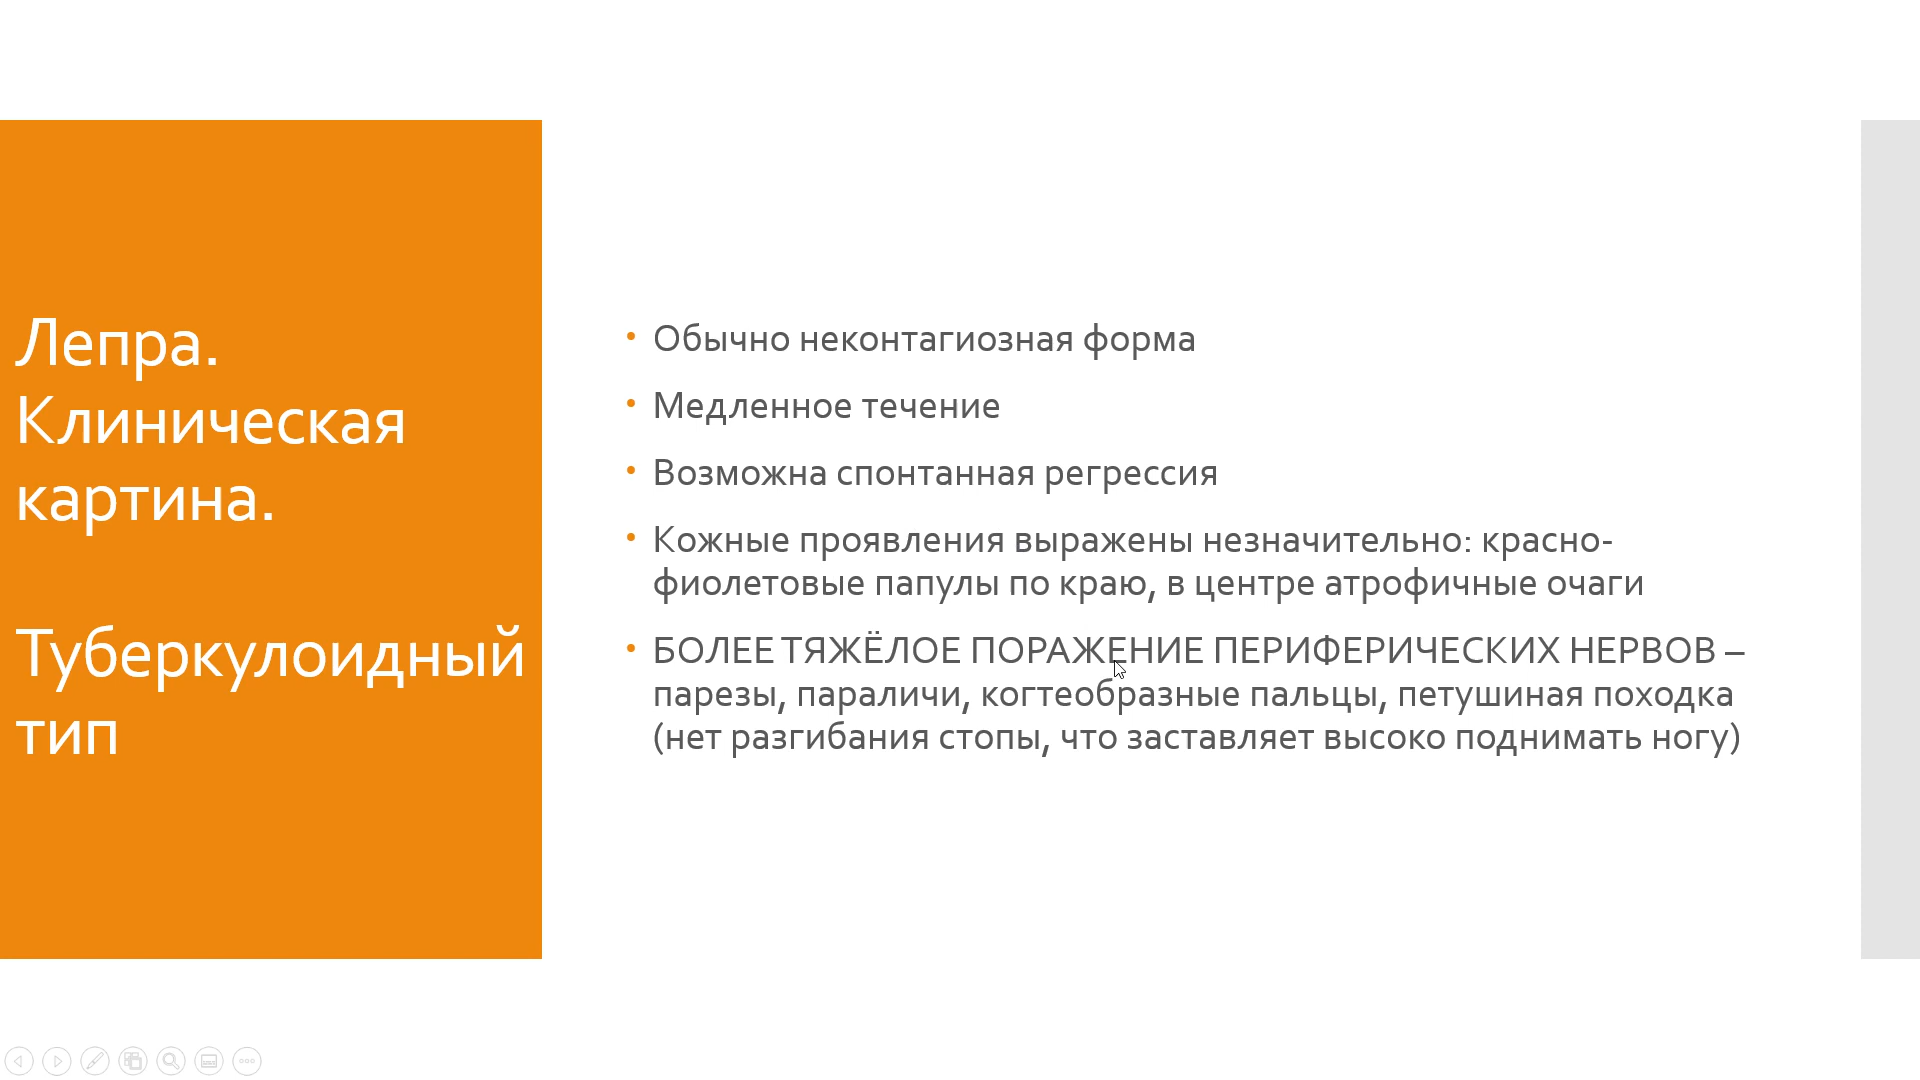 Лепра.
Клиническая
картина.
Туберкулоидный
тип
• Обычно неконтагиозная форма
• Медленное течение
• Возможна спонтанная регрессия
• Кожные проявления выражены незначительно: красно-
фиолетовые папулы по краю, в центре атрофичные очаги
• БОЛЕЕ ТЯЖЁЛОЕ ПОРАЖЕНИЕ ПЕРИФЕРИЧЕСКИХ НЕРВОВ –
парезы, параличи, когтеобразные пальцы, петушиная походка
(нет разгибания стопы, что заставляет высоко поднимать ногу)